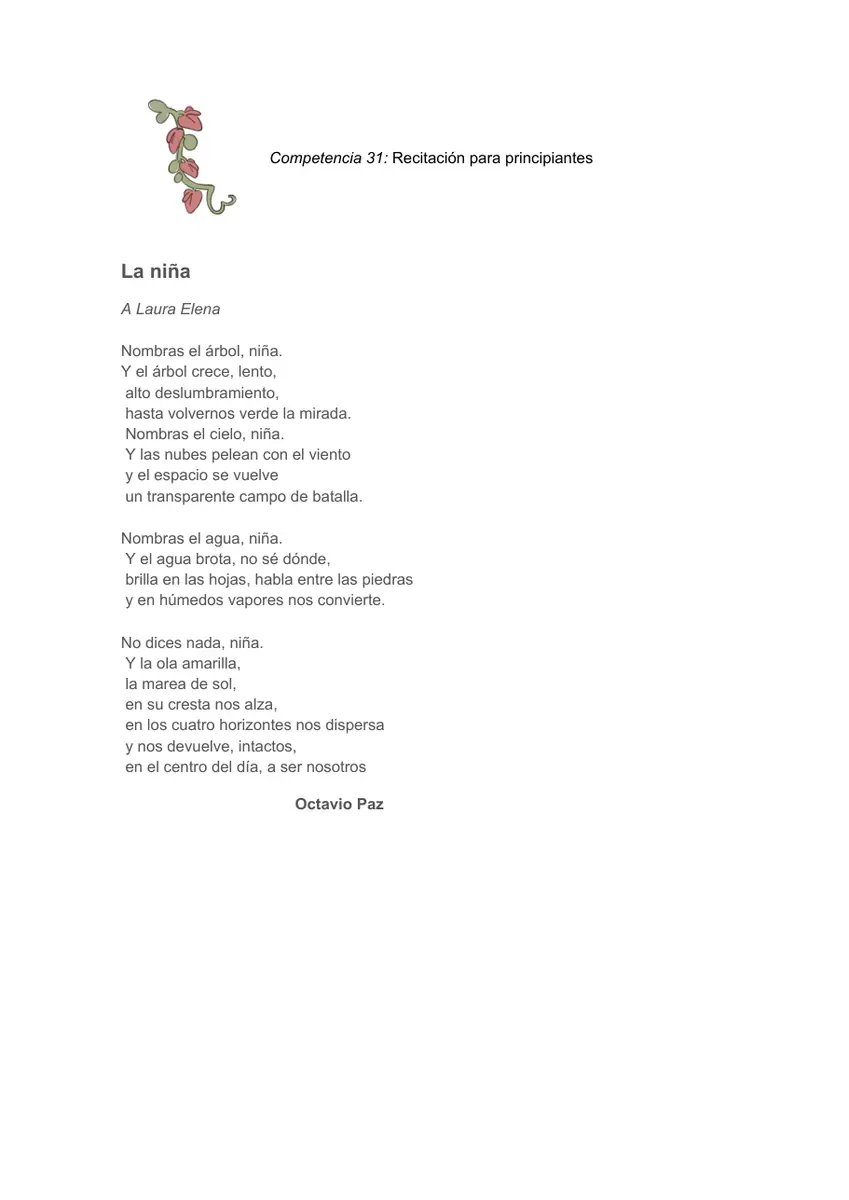 Competencia 31: Recitación para principiantes
La niña
A Laura Elena
Nombras el árbol, niña.
Y el árbol crece, lento,
alto deslumbramiento,
hasta volvernos verde la mirada.
Nombras el cielo, niña.
Y las nubes pelean con el viento
y el espacio se vuelve
un transparente campo de batalla.
Nombras el agua, niña.
Y el agua brota, no sé dónde,
brilla en las hojas, habla entre las piedras
y en húmedos vapores nos convierte.
No dices nada, niña.
Y la ola amarilla,
la marea de sol,
en su cresta nos alza,
en los cuatro horizontes nos dispersa
y nos devuelve, intactos,
en el centro del día, a ser nosotros
Octavio Paz